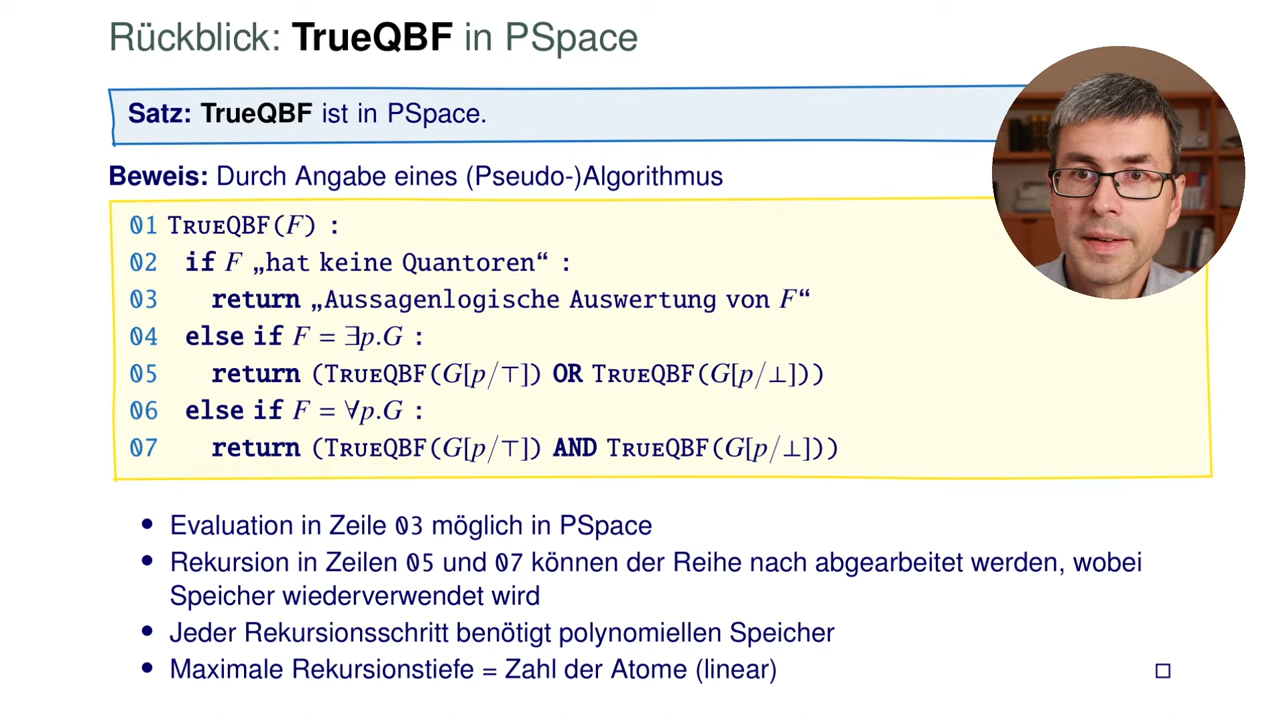 Rückblick: TrueQBF in PSpace
Satz: TrueQBF ist in PSpace.
Beweis: Durch Angabe eines (Pseudo-)Algorithmus
01 TrueQBF(F) :
02 if F „hat keine Quantoren“ :
03 return „Aussagenlogische Auswertung von F“
04 else if F = ∃p.G :
05 return (TrueQBF(G[p/⊤]) OR TrueQBF(G[p/⊥]))
06 else if F = ∀p.G :
07 return (TrueQBF(G[p/⊤]) AND TrueQBF(G[p/⊥]))
• Evaluation in Zeile 03 möglich in PSpace
• Rekursion in Zeilen 05 und 07 können der Reihe nach abgearbeitet werden, wobei
Speicher wiederverwendet wird
• Jeder Rekursionsschritt benötigt polynomiellen Speicher
• Maximale Rekursionstiefe = Zahl der Atome (linear) □